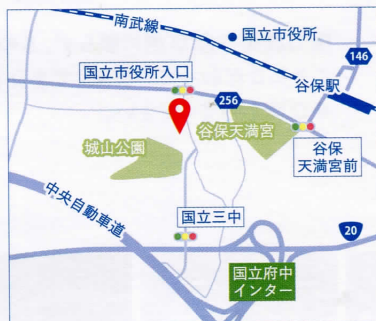 南武線
国立市役所
146
国立市役所入口
谷保駅
256
谷保天満宮
谷保
天満宮前
城山公園
中央自動車道
国立三中
20
国立府中
インター